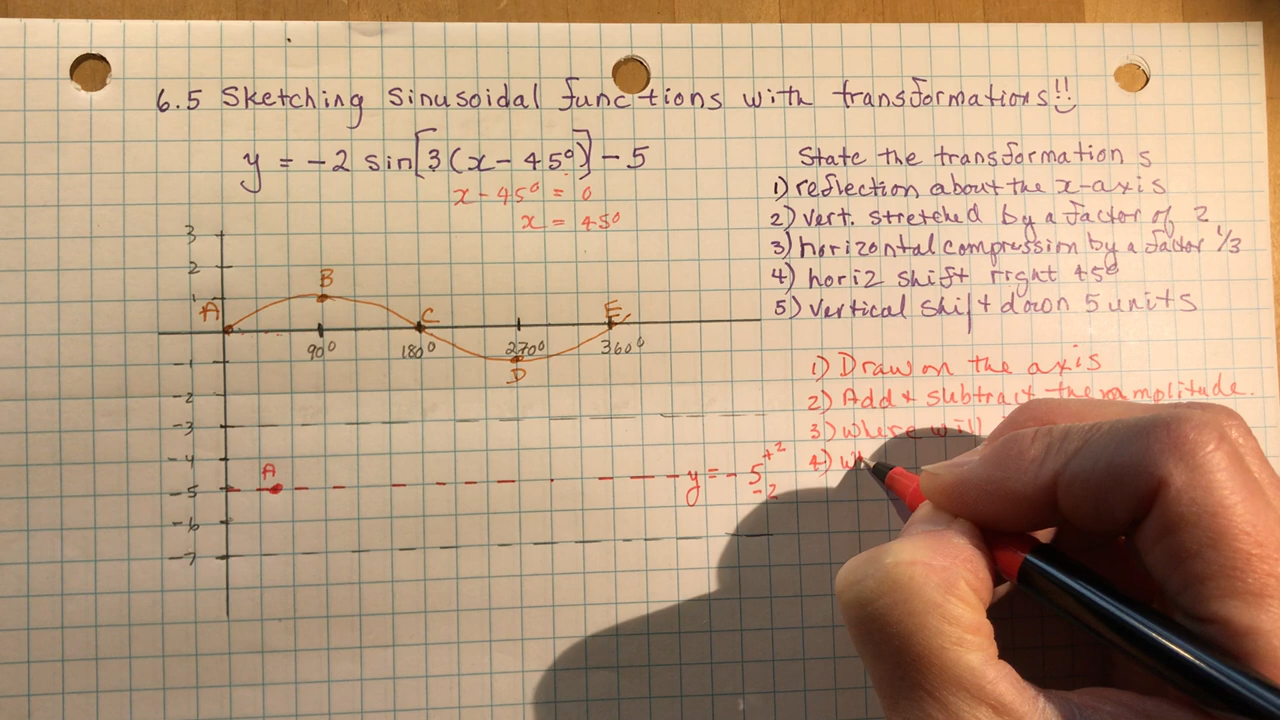 6.5 Sketching Sinusoidal functions with transformations!!
y = -2 sin[3(x - 45°)] - 5
x - 45° = 0
x = 45°
State the transformations
1) reflection about the x-axis
2) vert. stretched by a factor of 2
3) horizontal compression by a factor 1/3
4) horiz shift right 45°
5) vertical shift down 5 units
3
2
1
-1
-2
-3
-4
-5
-6
-7
A B C D E
90° 180° 270° 360°
A
y = -5 +2 -2
1) Draw on the axis
2) Add + subtract the amplitude.
3) where will
4) w